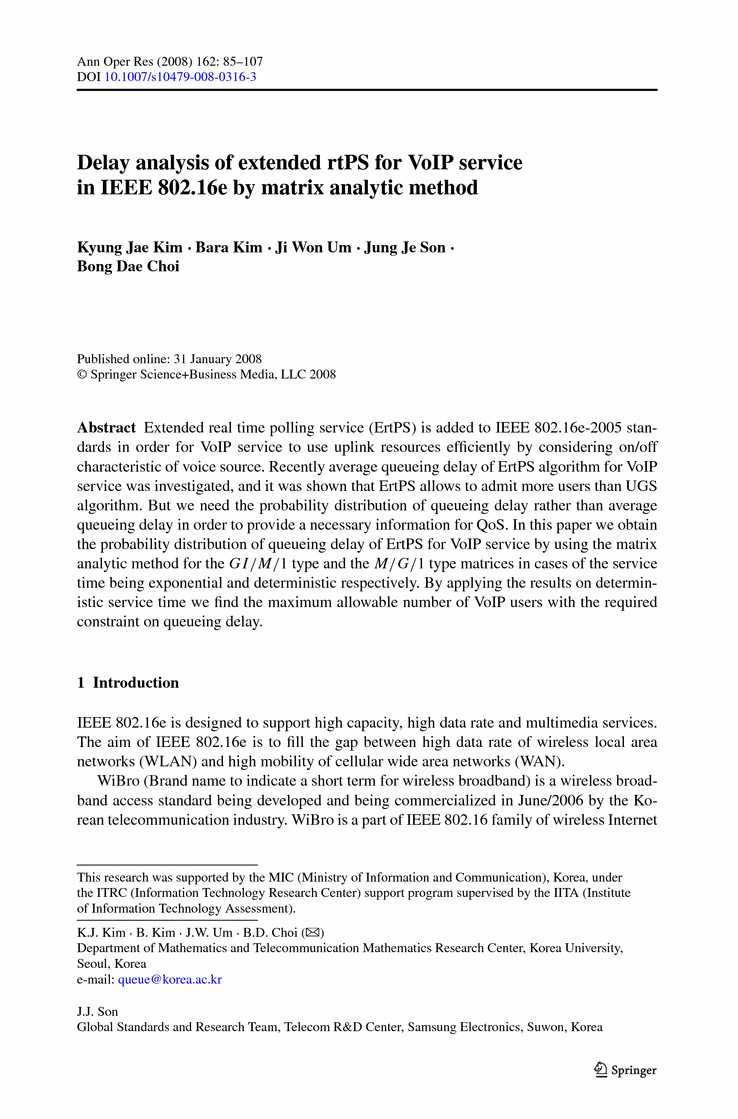 Ann Oper Res (2008) 162: 85–107
DOI 10.1007/s10479-008-0316-3
Delay analysis of extended rtPS for VoIP service
in IEEE 802.16e by matrix analytic method
Kyung Jae Kim · Bara Kim · Ji Won Um · Jung Je Son ·
Bong Dae Choi
Published online: 31 January 2008
© Springer Science+Business Media, LLC 2008
Abstract Extended real time polling service (ErtPS) is added to IEEE 802.16e-2005 stan-
dards in order for VoIP service to use uplink resources efficiently by considering on/off
characteristic of voice source. Recently average queueing delay of ErtPS algorithm for VoIP
service was investigated, and it was shown that ErtPS allows to admit more users than UGS
algorithm. But we need the probability distribution of queueing delay rather than average
queueing delay in order to provide a necessary information for QoS. In this paper we obtain
the probability distribution of queueing delay of ErtPS for VoIP service by using the matrix
analytic method for the GI/M/1 type and the M/G/1 type matrices in cases of the service
time being exponential and deterministic respectively. By applying the results on determin-
istic service time we find the maximum allowable number of VoIP users with the required
constraint on queueing delay.
1 Introduction
IEEE 802.16e is designed to support high capacity, high data rate and multimedia services.
The aim of IEEE 802.16e is to fill the gap between high data rate of wireless local area
networks (WLAN) and high mobility of cellular wide area networks (WAN).
WiBro (Brand name to indicate a short term for wireless broadband) is a wireless broad-
band access standard being developed and being commercialized in June/2006 by the Ko-
rean telecommunication industry. WiBro is a part of IEEE 802.16 family of wireless Internet
This research was supported by the MIC (Ministry of Information and Communication), Korea, under
the ITRC (Information Technology Research Center) support program supervised by the IITA (Institute
of Information Technology Assessment).
K.J. Kim · B. Kim · J.W. Um · B.D. Choi (✉)
Department of Mathematics and Telecommunication Mathematics Research Center, Korea University,
Seoul, Korea
e-mail: queue@korea.ac.kr
J.J. Son
Global Standards and Research Team, Telecom R&D Center, Samsung Electronics, Suwon, Korea
Springer